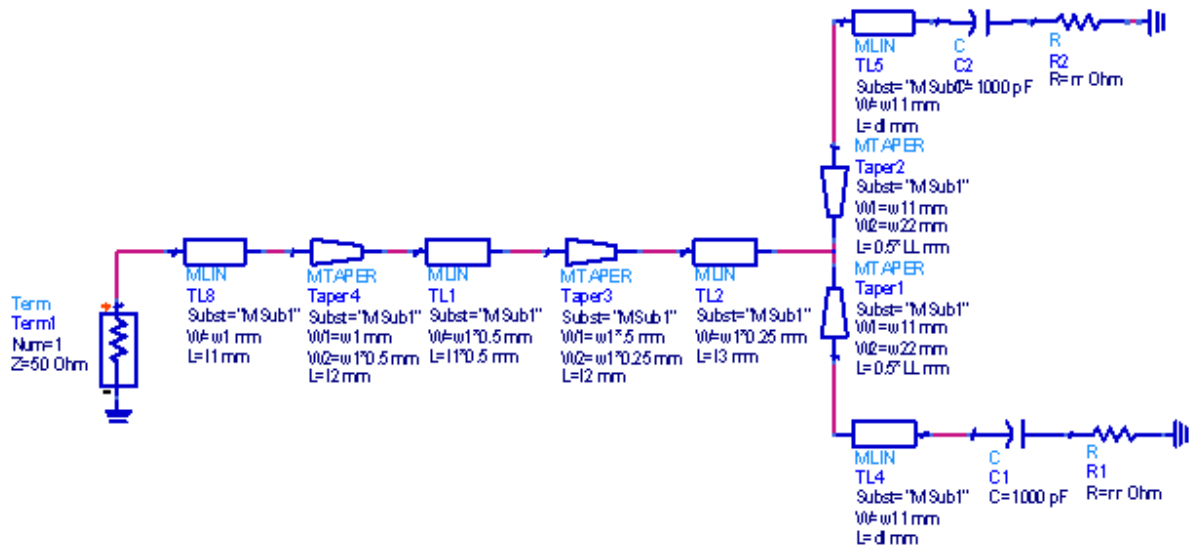 MLIN
TL5
Subst="MSub1"
W=w11 mm
L=dl mm
C
C2
C=1000 pF
R
R2
R=rr Ohm
MTAPER
Taper2
Subst="MSub1"
W1=w11 mm
W2=w22 mm
L=0.5*LL mm
Term
Term1
Num=1
Z=50 Ohm
MLIN
TL8
Subst="MSub1"
W=w1 mm
L=l1 mm
MTAPER
Taper4
Subst="MSub1"
W1=w1 mm
W2=w1*0.5 mm
L=l2 mm
MLIN
TL1
Subst="MSub1"
W=w1*0.5 mm
L=l1*0.5 mm
MTAPER
Taper3
Subst="MSub1"
W1=w1*.5 mm
W2=w1*0.25 mm
L=l2 mm
MLIN
TL2
Subst="MSub1"
W=w1*0.25 mm
L=l3 mm
MTAPER
Taper1
Subst="MSub1"
W1=w11 mm
W2=w22 mm
L=0.5*LL mm
MLIN
TL4
Subst="MSub1"
W=w11 mm
L=dl mm
C
C1
C=1000 pF
R
R1
R=rr Ohm